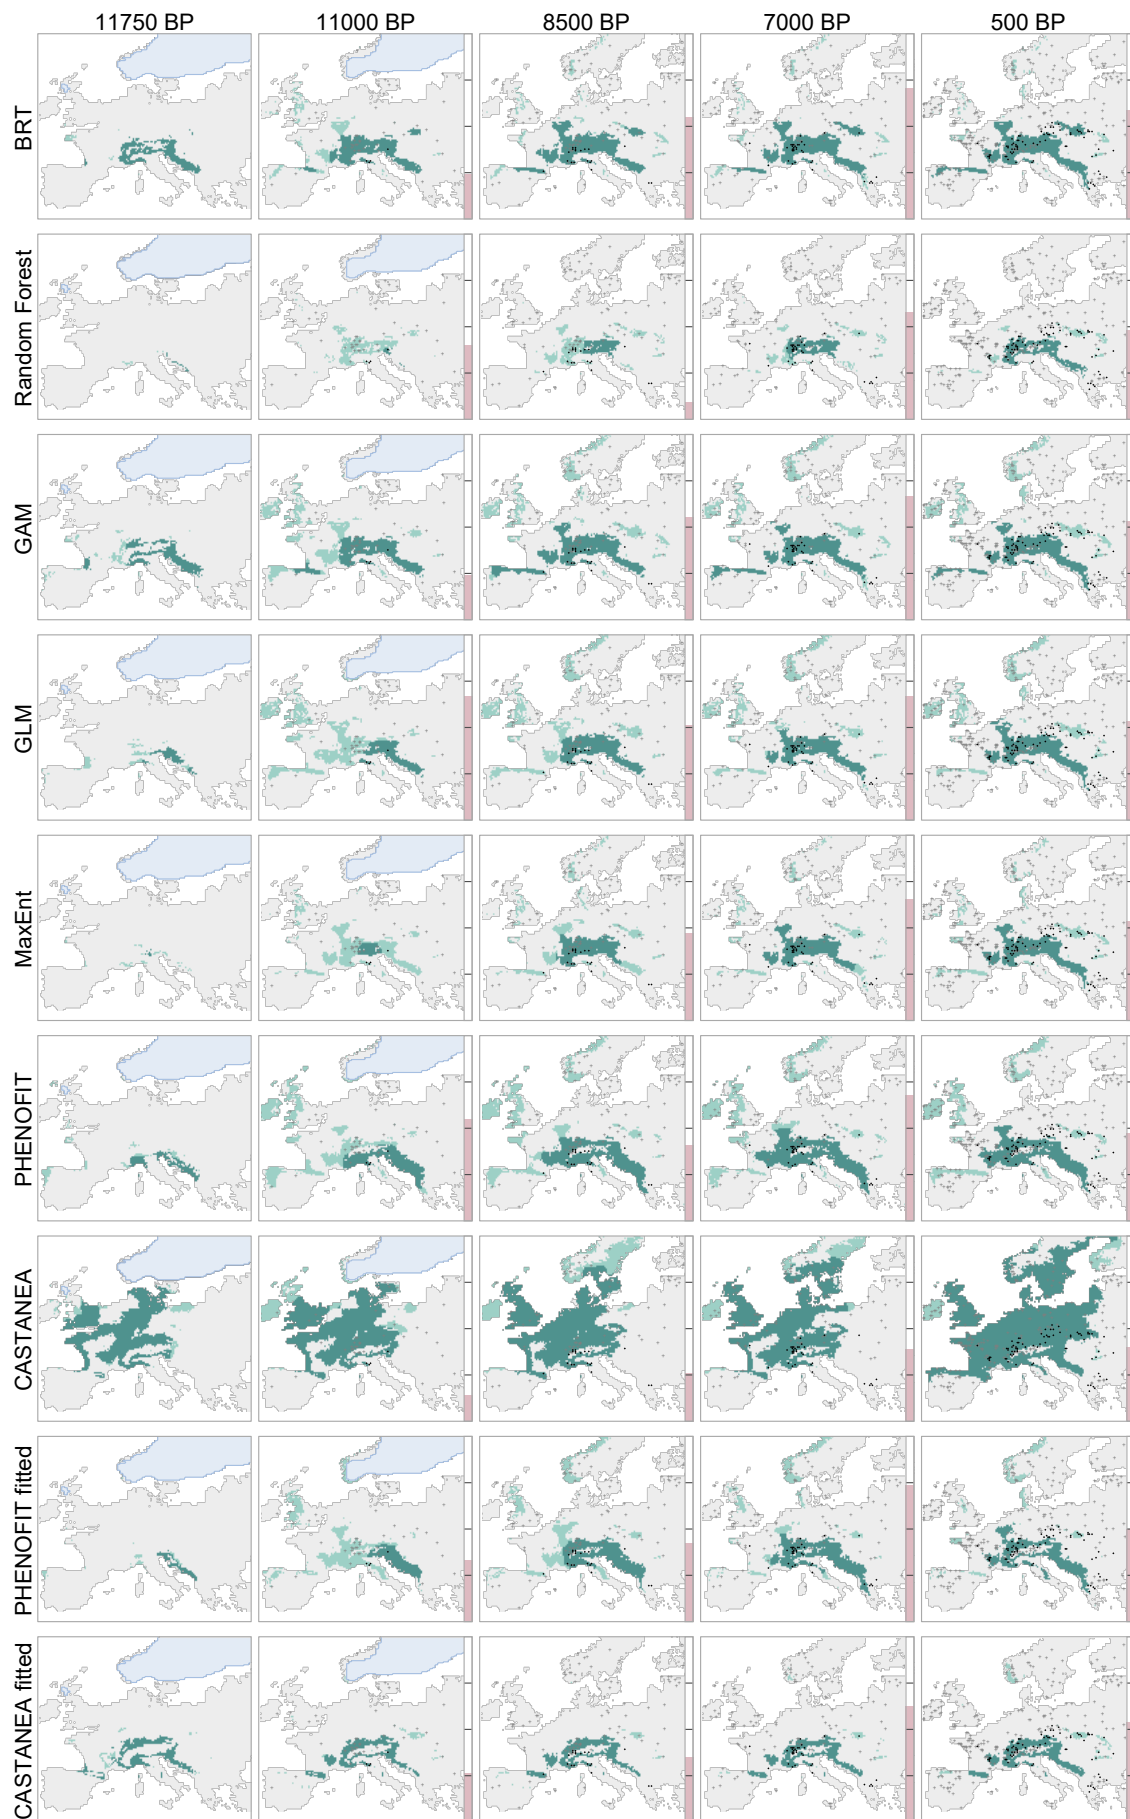 11750 BP 11000 BP 8500 BP 7000 BP 500 BP
BRT
Random Forest
GAM
GLM
MaxEnt
PHENOFIT
CASTANEA
PHENOFIT fitted
CASTANEA fitted